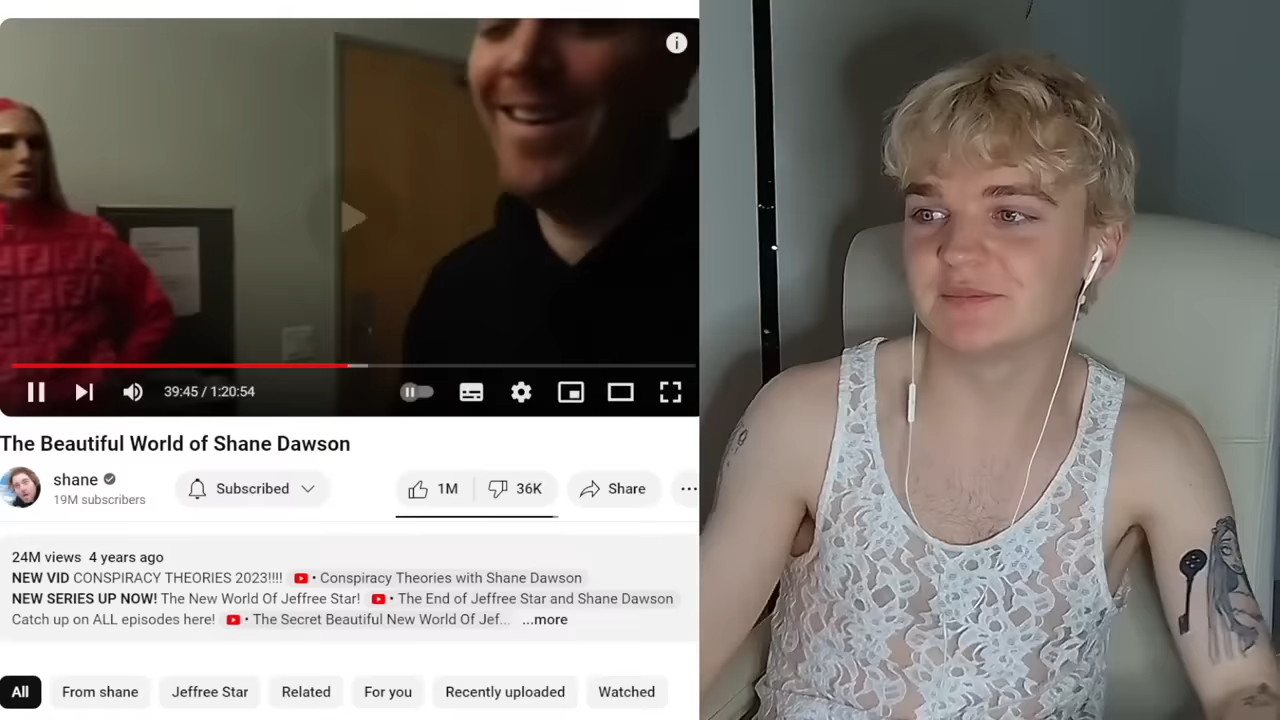 39:45 / 1:20:54
The Beautiful World of Shane Dawson
shane
19M subscribers
Subscribed
1M
36K
Share
24M views 4 years ago
NEW VID CONSPIRACY THEORIES 2023!!!! • Conspiracy Theories with Shane Dawson
NEW SERIES UP NOW! The New World Of Jeffree Star! • The End of Jeffree Star and Shane Dawson
Catch up on ALL episodes here! • The Secret Beautiful New World Of Jef... ...more
All
From shane
Jeffree Star
Related
For you
Recently uploaded
Watched